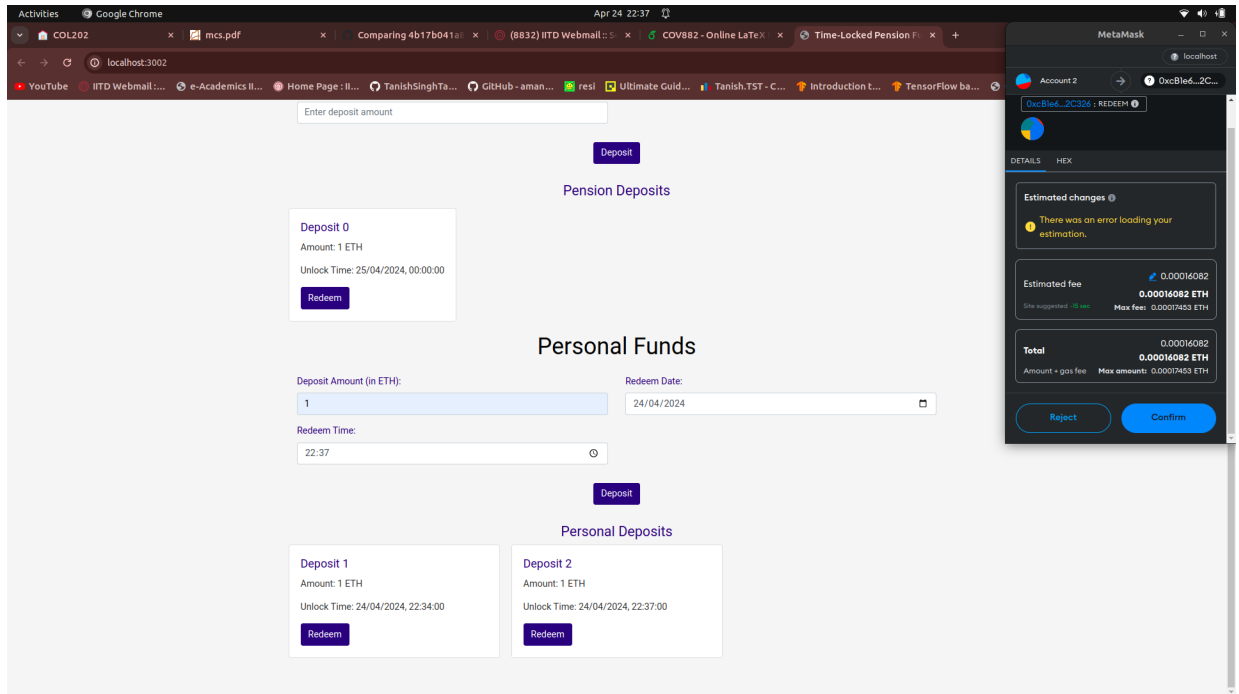 Activities
Google Chrome
Apr 24 22:37
COL202
mcs.pdf
Comparing 4b17b041a8
(8832) IITD Webmail ::
COV882 - Online LaTeX
Time-Locked Pension Fu
localhost:3002
YouTube
IITD Webmail :...
e-Academics II...
Home Page : II...
TanishSinghTa...
GitHub - aman...
resi
Ultimate Guid...
Tanish.TST - C...
Introduction t...
TensorFlow ba...
Enter deposit amount
Deposit
Pension Deposits
Deposit 0
Amount: 1 ETH
Unlock Time: 25/04/2024, 00:00:00
Redeem
Personal Funds
Deposit Amount (in ETH):
Redeem Date:
1
24/04/2024
Redeem Time:
22:37
Deposit
Personal Deposits
Deposit 1
Deposit 2
Amount: 1 ETH
Amount: 1 ETH
Unlock Time: 24/04/2024, 22:34:00
Unlock Time: 24/04/2024, 22:37:00
Redeem
Redeem
MetaMask
localhost
Account 2
0xcB1e6...2C...
0xcB1e6...2C326 : REDEEM
DETAILS
HEX
Estimated changes
There was an error loading your
estimation.
Estimated fee
0.00016082
0.00016082 ETH
Site suggested ~15 sec
Max fee: 0.00017453 ETH
Total
0.00016082
0.00016082 ETH
Amount + gas fee
Max amount: 0.00017453 ETH
Reject
Confirm